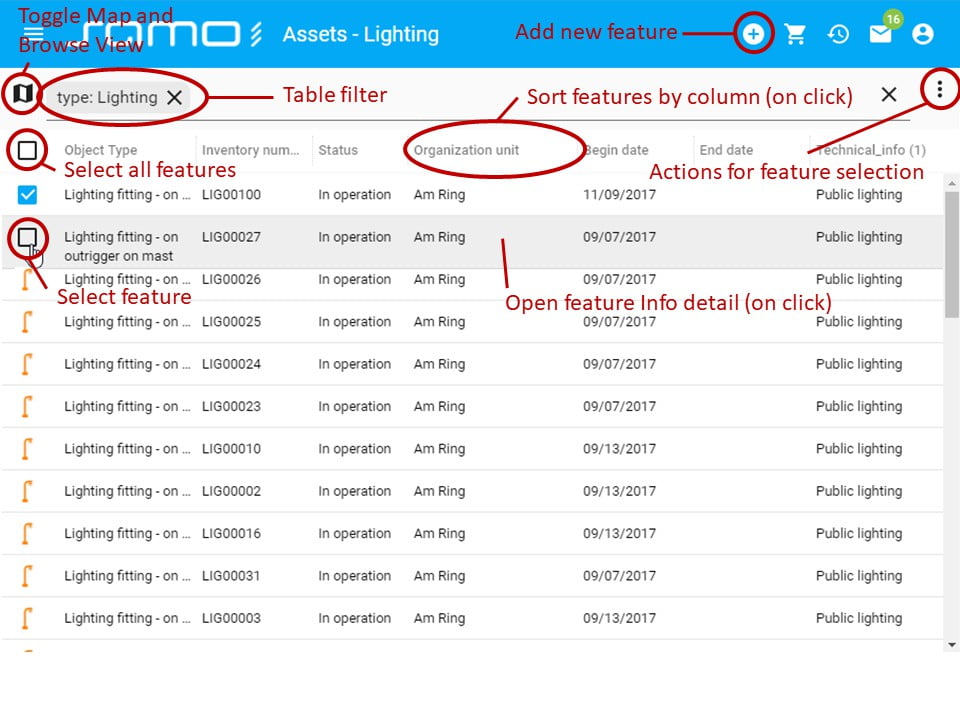 Toggle Map and
Browse View
Assets - Lighting
Add new feature
16
type: Lighting
Table filter
Sort features by column (on click)
Object Type Inventory num... Status Organization unit Begin date End date Technical_info (1)
Select all features
Actions for feature selection
Lighting fitting - on ... LIG00100 In operation Am Ring 11/09/2017 Public lighting
Lighting fitting - on LIG00027 In operation Am Ring 09/07/2017 Public lighting
outrigger on mast
Lighting fitting - on ... LIG00026 In operation Am Ring 09/07/2017 Public lighting
Select feature
Open feature Info detail (on click)
Lighting fitting - on ... LIG00025 In operation Am Ring 09/07/2017 Public lighting
Lighting fitting - on ... LIG00024 In operation Am Ring 09/07/2017 Public lighting
Lighting fitting - on ... LIG00023 In operation Am Ring 09/07/2017 Public lighting
Lighting fitting - on ... LIG00010 In operation Am Ring 09/13/2017 Public lighting
Lighting fitting - on ... LIG00002 In operation Am Ring 09/13/2017 Public lighting
Lighting fitting - on ... LIG00016 In operation Am Ring 09/13/2017 Public lighting
Lighting fitting - on ... LIG00031 In operation Am Ring 09/07/2017 Public lighting
Lighting fitting - on ... LIG00003 In operation Am Ring 09/13/2017 Public lighting